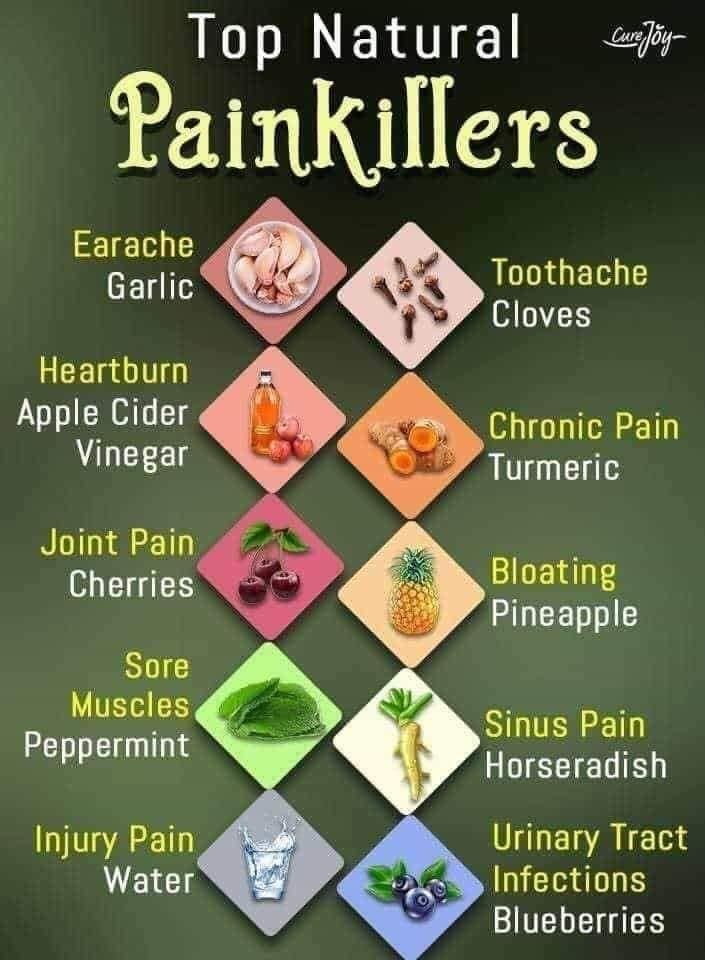 Top Natural
CureJoy
Painkillers
Earache
Garlic
Toothache
Cloves
Heartburn
Apple Cider
Vinegar
Chronic Pain
Turmeric
Joint Pain
Cherries
Bloating
Pineapple
Sore
Muscles
Peppermint
Sinus Pain
Horseradish
Injury Pain
Water
Urinary Tract
Infections
Blueberries